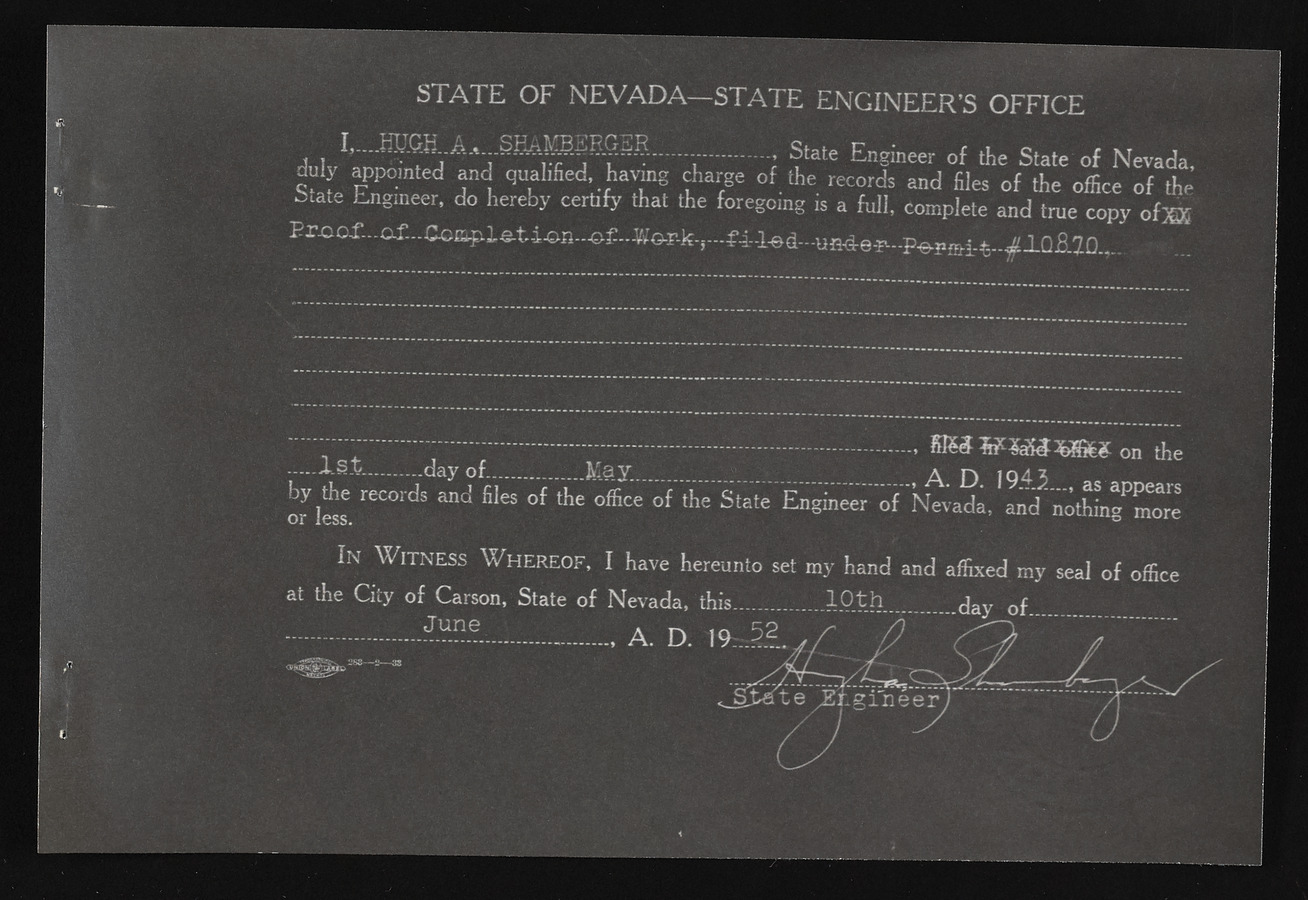 STATE OF NEVADA—STATE ENGINEER'S OFFICE
I, HUGH A. SHAMBERGER, State Engineer of the State of Nevada,
duly appointed and qualified, having charge of the records and files of the office of the
State Engineer, do hereby certify that the foregoing is a full, complete and true copy of xx
Proof of Completion of Work, filed under Permit #10870,
, filed in said office on the
1st day of May, A. D. 1943, as appears
by the records and files of the office of the State Engineer of Nevada, and nothing more
or less.
IN WITNESS WHEREOF, I have hereunto set my hand and affixed my seal of office
at the City of Carson, State of Nevada, this 10th day of
June, A. D. 1952.
283—2—33
Hugh A. Shamberger
State Engineer